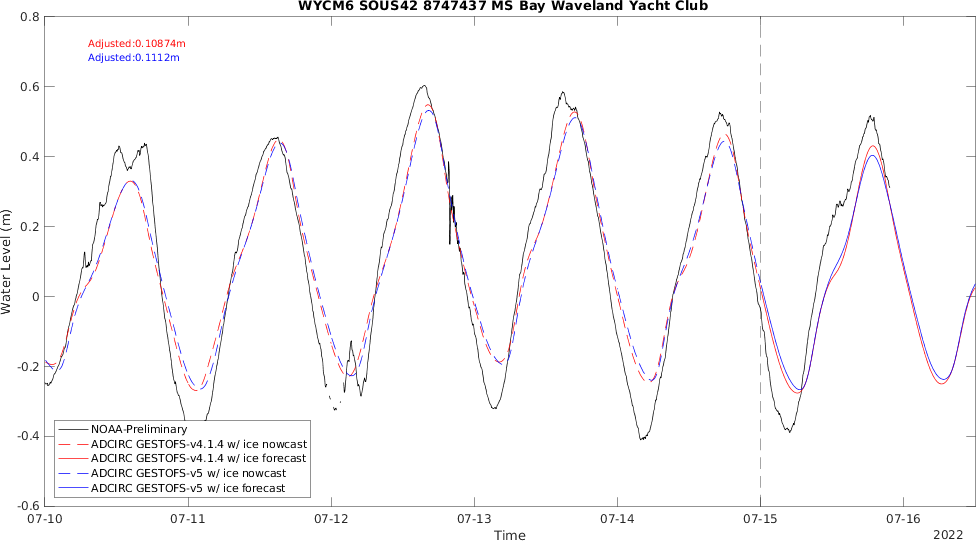 WYCM6 SOUS42 8747437 MS Bay Waveland Yacht Club
Adjusted:0.10874m
Adjusted:0.1112m
Water Level (m)
0.8
0.6
0.4
0.2
0
-0.2
-0.4
-0.6
NOAA-Preliminary
ADCIRC GESTOFS-v4.1.4 w/ ice nowcast
ADCIRC GESTOFS-v4.1.4 w/ ice forecast
ADCIRC GESTOFS-v5 w/ ice nowcast
ADCIRC GESTOFS-v5 w/ ice forecast
07-10 07-11 07-12 07-13 07-14 07-15 07-16
Time
2022